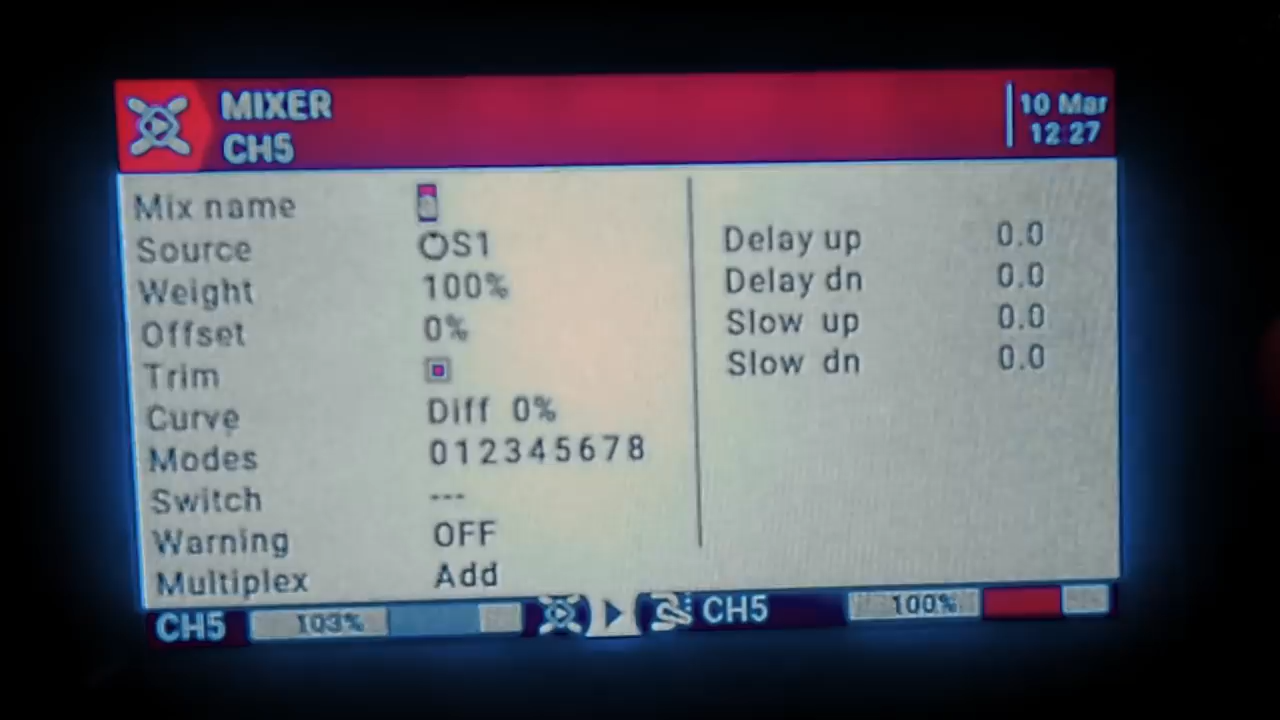 MIXER
CH5
10 Mar
12:27
Mix name
Source S1
Weight 100%
Offset 0%
Trim
Curve Diff 0%
Modes 012345678
Switch ---
Warning OFF
Multiplex Add
Delay up 0.0
Delay dn 0.0
Slow up 0.0
Slow dn 0.0
CH5 103% CH5 100%